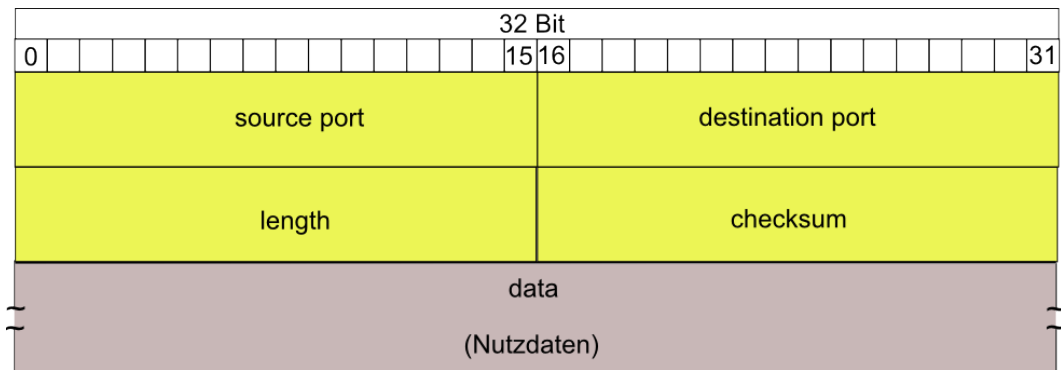 32 Bit
0 15 16 31
source port destination port
length checksum
data
(Nutzdaten)